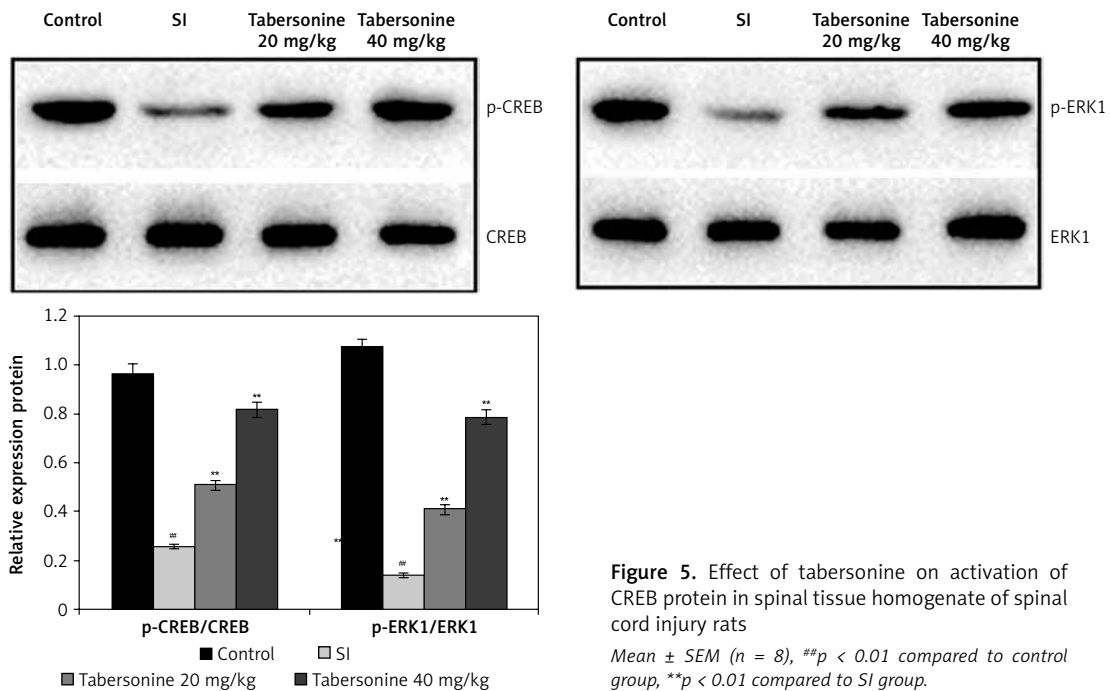 Control SI Tabersonine Tabersonine
20 mg/kg 40 mg/kg
p-CREB
CREB
Control SI Tabersonine Tabersonine
20 mg/kg 40 mg/kg
p-ERK1
ERK1
Relative expression protein
1.2
1.0
0.8
0.6
0.4
0.2
0
##
**
**
**
##
**
**
p-CREB/CREB p-ERK1/ERK1
Control SI
Tabersonine 20 mg/kg Tabersonine 40 mg/kg
Figure 5. Effect of tabersonine on activation of
CREB protein in spinal tissue homogenate of spinal
cord injury rats
Mean ± SEM (n = 8), ##p < 0.01 compared to control
group, **p < 0.01 compared to SI group.